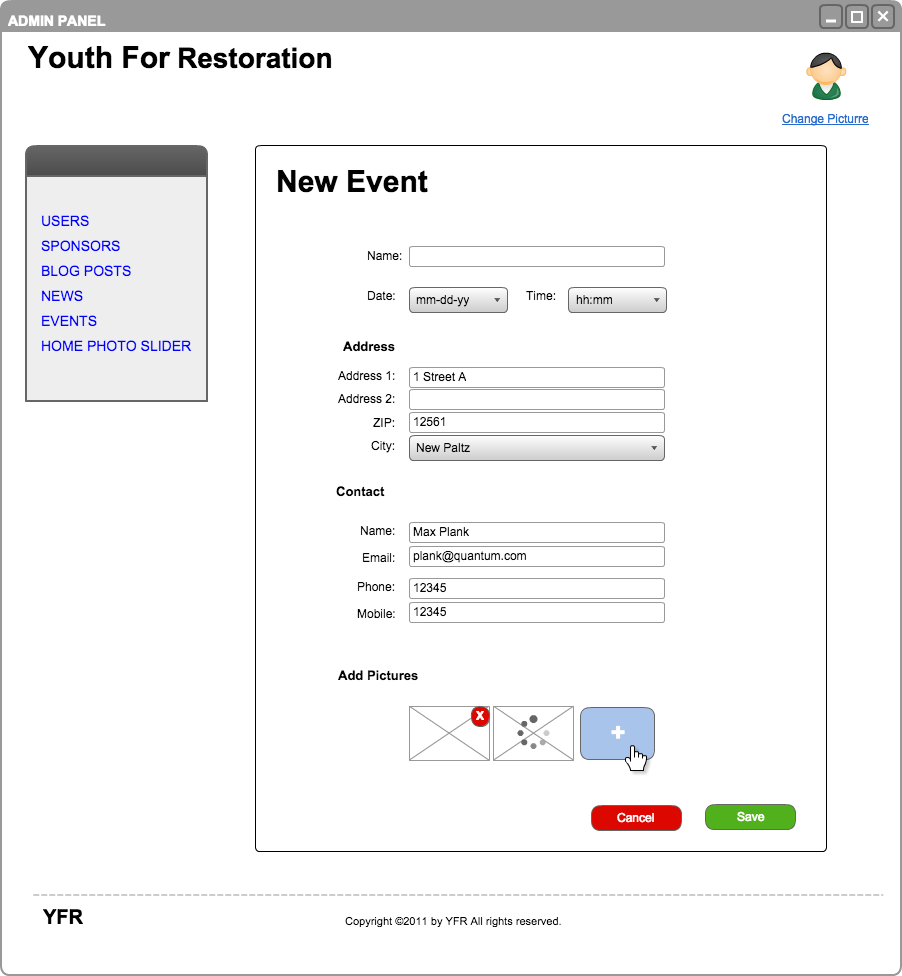 ADMIN PANEL
Youth For Restoration
Change Picturre
USERS
SPONSORS
BLOG POSTS
NEWS
EVENTS
HOME PHOTO SLIDER
New Event
Name:
Date: mm-dd-yy Time: hh:mm
Address
Address 1: 1 Street A
Address 2:
ZIP: 12561
City: New Paltz
Contact
Name: Max Plank
Email: plank@quantum.com
Phone: 12345
Mobile: 12345
Add Pictures
X
+
Cancel Save
YFR Copyright ©2011 by YFR All rights reserved.